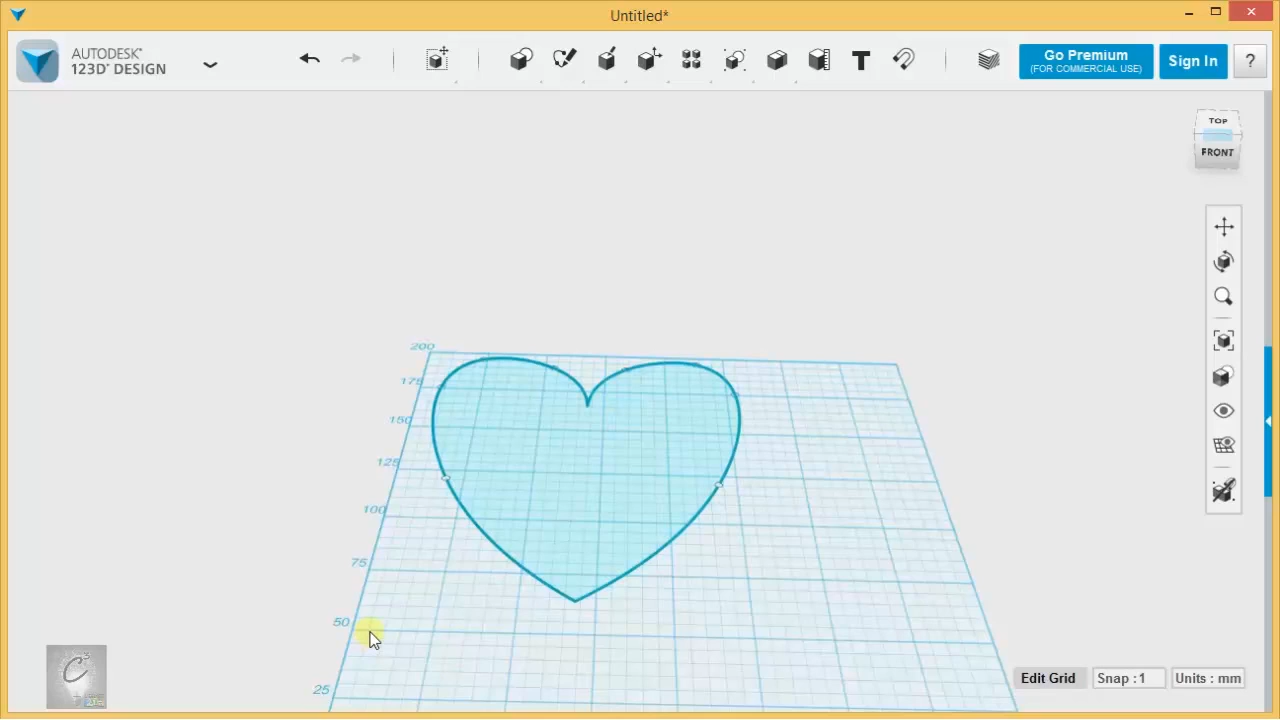 Untitled*
AUTODESK®
123D® DESIGN
T
Go Premium
(FOR COMMERCIAL USE)
Sign In
?
TOP
FRONT
200
175
150
125
100
75
50
25
Edit Grid
Snap : 1
Units : mm